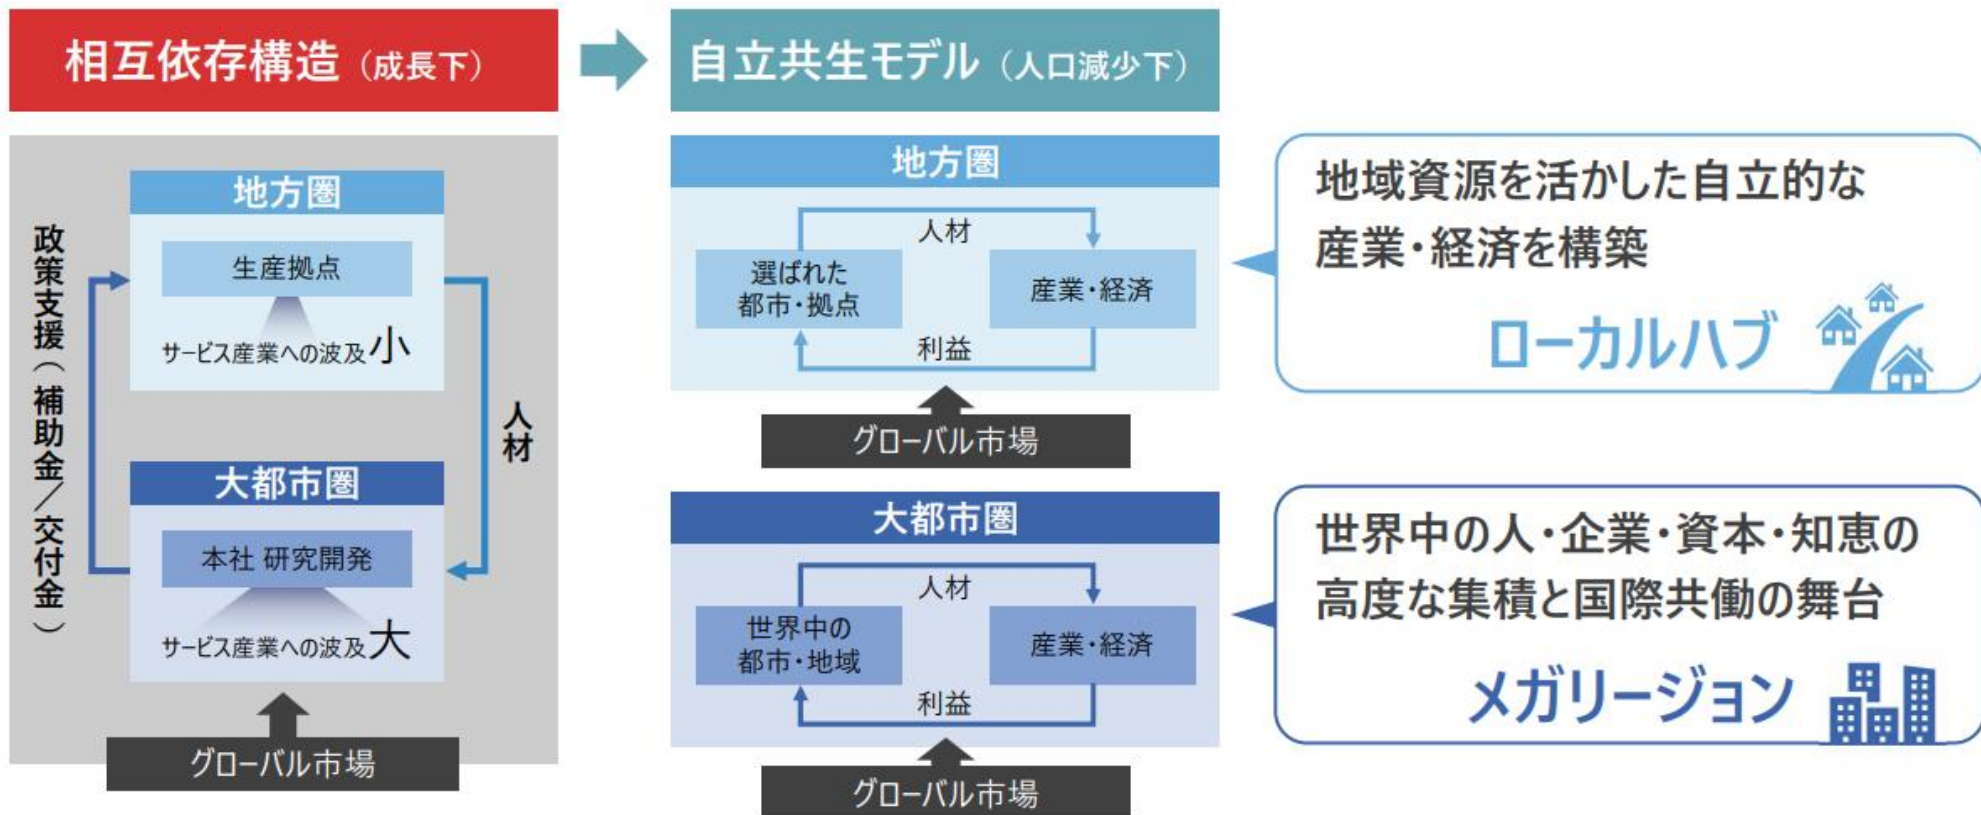 相互依存構造（成長下）
自立共生モデル（人口減少下）
政策支援（補助金／交付金）
地方圏
生産拠点
サービス産業への波及小
人材
大都市圏
本社 研究開発
サービス産業への波及大
グローバル市場
地方圏
人材
選ばれた
都市・拠点
産業・経済
利益
グローバル市場
大都市圏
人材
世界中の
都市・地域
産業・経済
利益
グローバル市場
地域資源を活かした自立的な
産業・経済を構築
ローカルハブ
世界中の人・企業・資本・知恵の
高度な集積と国際共働の舞台
メガリージョン